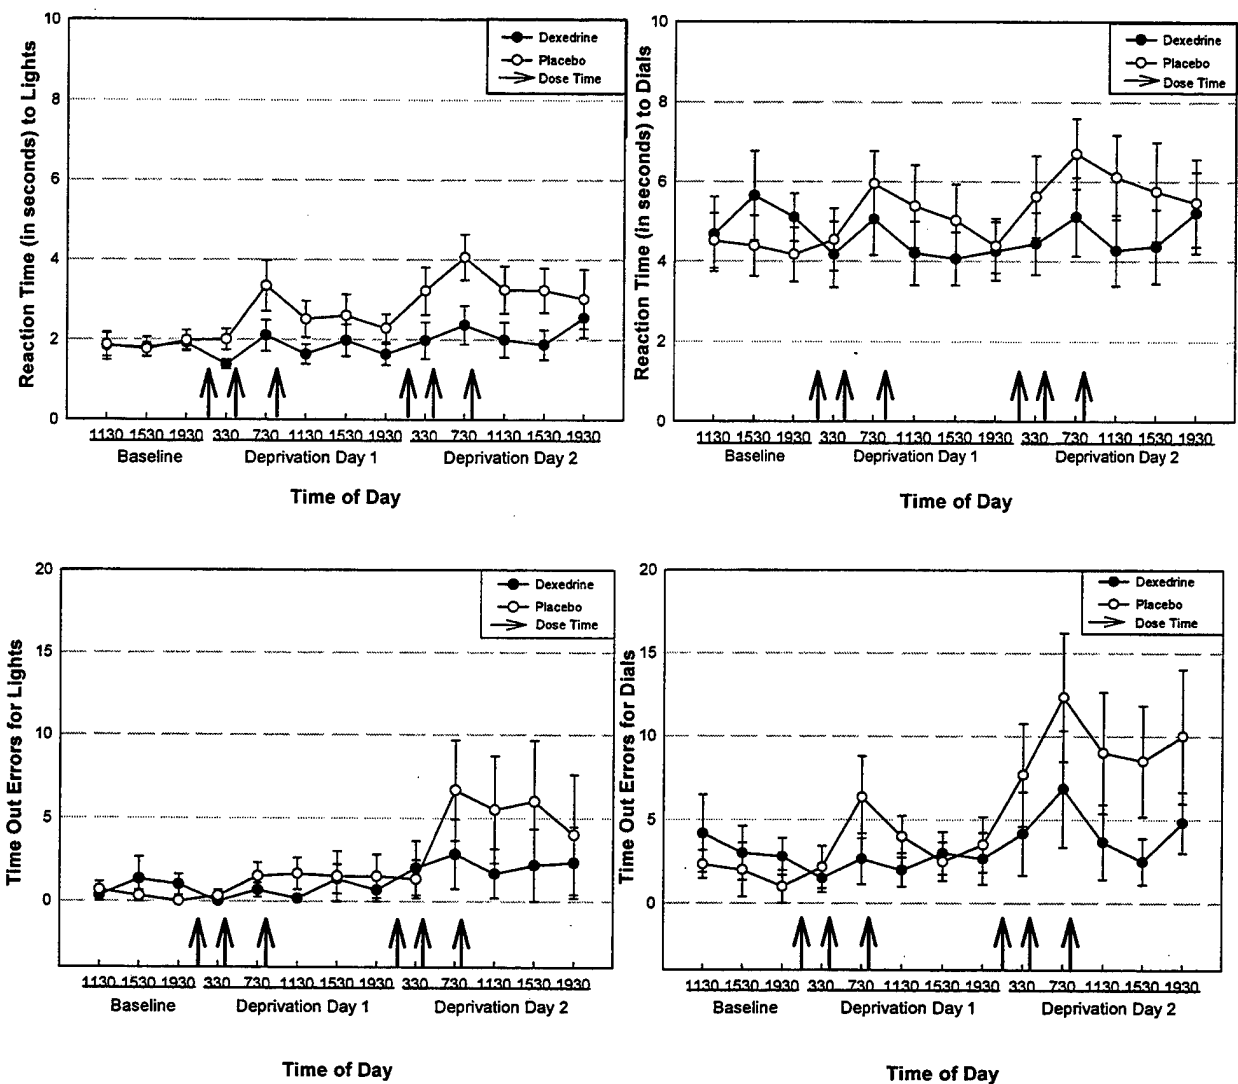 Reaction Time (in seconds) to Lights
10
8
6
4
2
0
Dexedrine
Placebo
Dose Time
1130 1530 1930 330 730 1130 1530 1930 330 730 1130 1530 1930
Baseline Deprivation Day 1 Deprivation Day 2
Time of Day
Reaction Time (in seconds) to Dials
10
8
6
4
2
0
Dexedrine
Placebo
Dose Time
1130 1530 1930 330 730 1130 1530 1930 330 730 1130 1530 1930
Baseline Deprivation Day 1 Deprivation Day 2
Time of Day
Time Out Errors for Lights
20
15
10
5
0
Dexedrine
Placebo
Dose Time
1130 1530 1930 330 730 1130 1530 1930 330 730 1130 1530 1930
Baseline Deprivation Day 1 Deprivation Day 2
Time of Day
Time Out Errors for Dials
20
15
10
5
0
Dexedrine
Placebo
Dose Time
1130 1530 1930 330 730 1130 1530 1930 330 730 1130 1530 1930
Baseline Deprivation Day 1 Deprivation Day 2
Time of Day